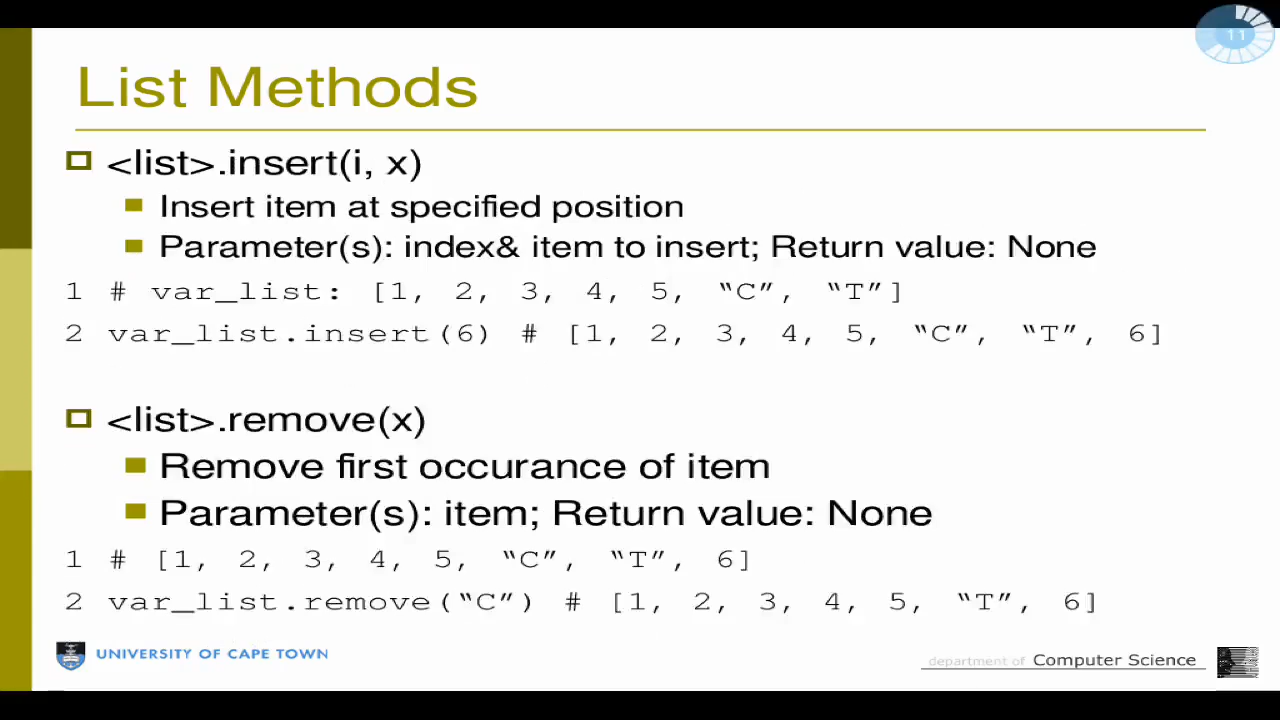 11
List Methods
<list>.insert(i, x)
Insert item at specified position
Parameter(s): index& item to insert; Return value: None
1 # var_list: [1, 2, 3, 4, 5, “C”, “T”]
2 var_list.insert(6) # [1, 2, 3, 4, 5, “C”, “T”, 6]
<list>.remove(x)
Remove first occurance of item
Parameter(s): item; Return value: None
1 # [1, 2, 3, 4, 5, “C”, “T”, 6]
2 var_list.remove(“C”) # [1, 2, 3, 4, 5, “T”, 6]
UNIVERSITY OF CAPE TOWN
department of Computer Science